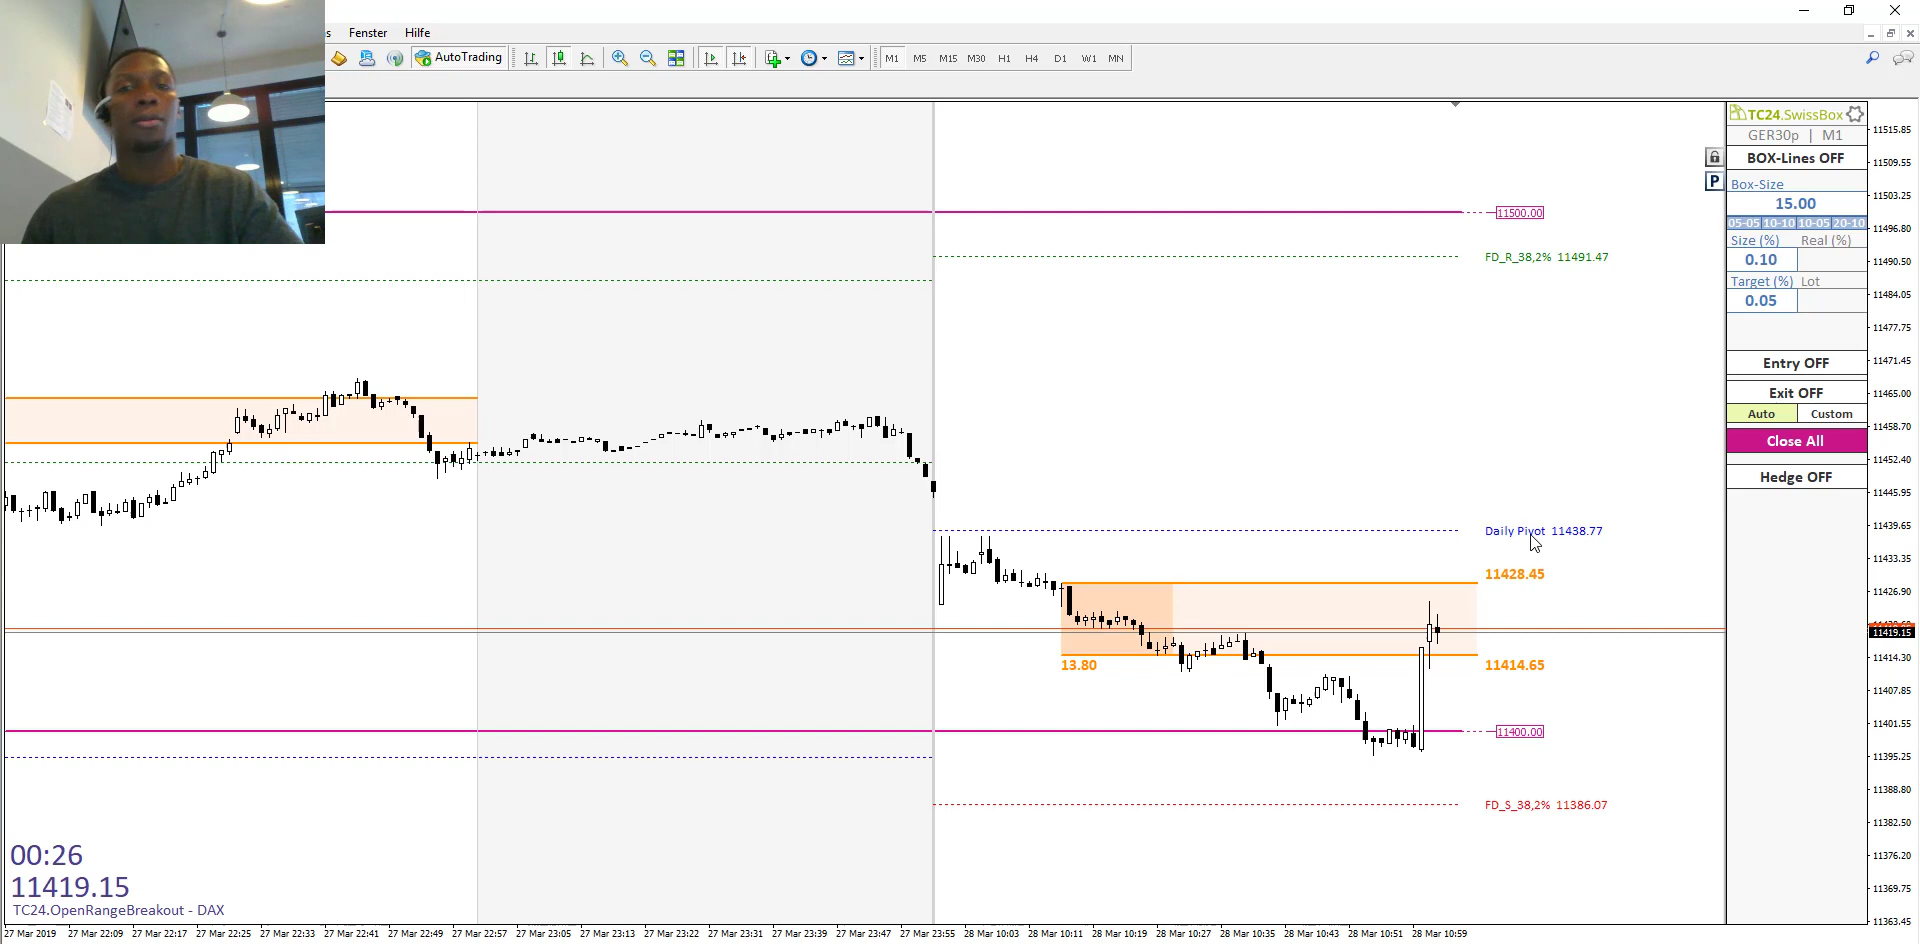 s Fenster Hilfe
AutoTrading M1 M5 M15 M30 H1 H4 D1 W1 MN
TC24.SwissBox
GER30p | M1
BOX-Lines OFF
Box-Size
15.00
05-05 10-10 10-05 20-10
Size (%) Real (%)
0.10
Target (%) Lot
0.05
Entry OFF
Exit OFF
Auto Custom
Close All
Hedge OFF
P
11500.00
FD_R_38,2% 11491.47
Daily Pivot 11438.77
11428.45
13.80
11414.65
11400.00
FD_S_38,2% 11386.07
11515.85
11509.55
11503.25
11496.80
11490.50
11484.05
11477.75
11471.45
11465.00
11458.70
11452.40
11445.95
11439.65
11433.35
11426.90
11419.15
11414.30
11407.85
11401.55
11395.25
11388.80
11382.50
11376.20
11369.75
11363.45
00:26
11419.15
TC24.OpenRangeBreakout - DAX
27 Mar 2019 27 Mar 22:09 27 Mar 22:17 27 Mar 22:25 27 Mar 22:33 27 Mar 22:41 27 Mar 22:49 27 Mar 22:57 27 Mar 23:05 27 Mar 23:13 27 Mar 23:21 27 Mar 23:31 27 Mar 23:39 27 Mar 23:47 27 Mar 23:55 28 Mar 10:03 28 Mar 10:11 28 Mar 10:19 28 Mar 10:27 28 Mar 10:35 28 Mar 10:43 28 Mar 10:51 28 Mar 10:59